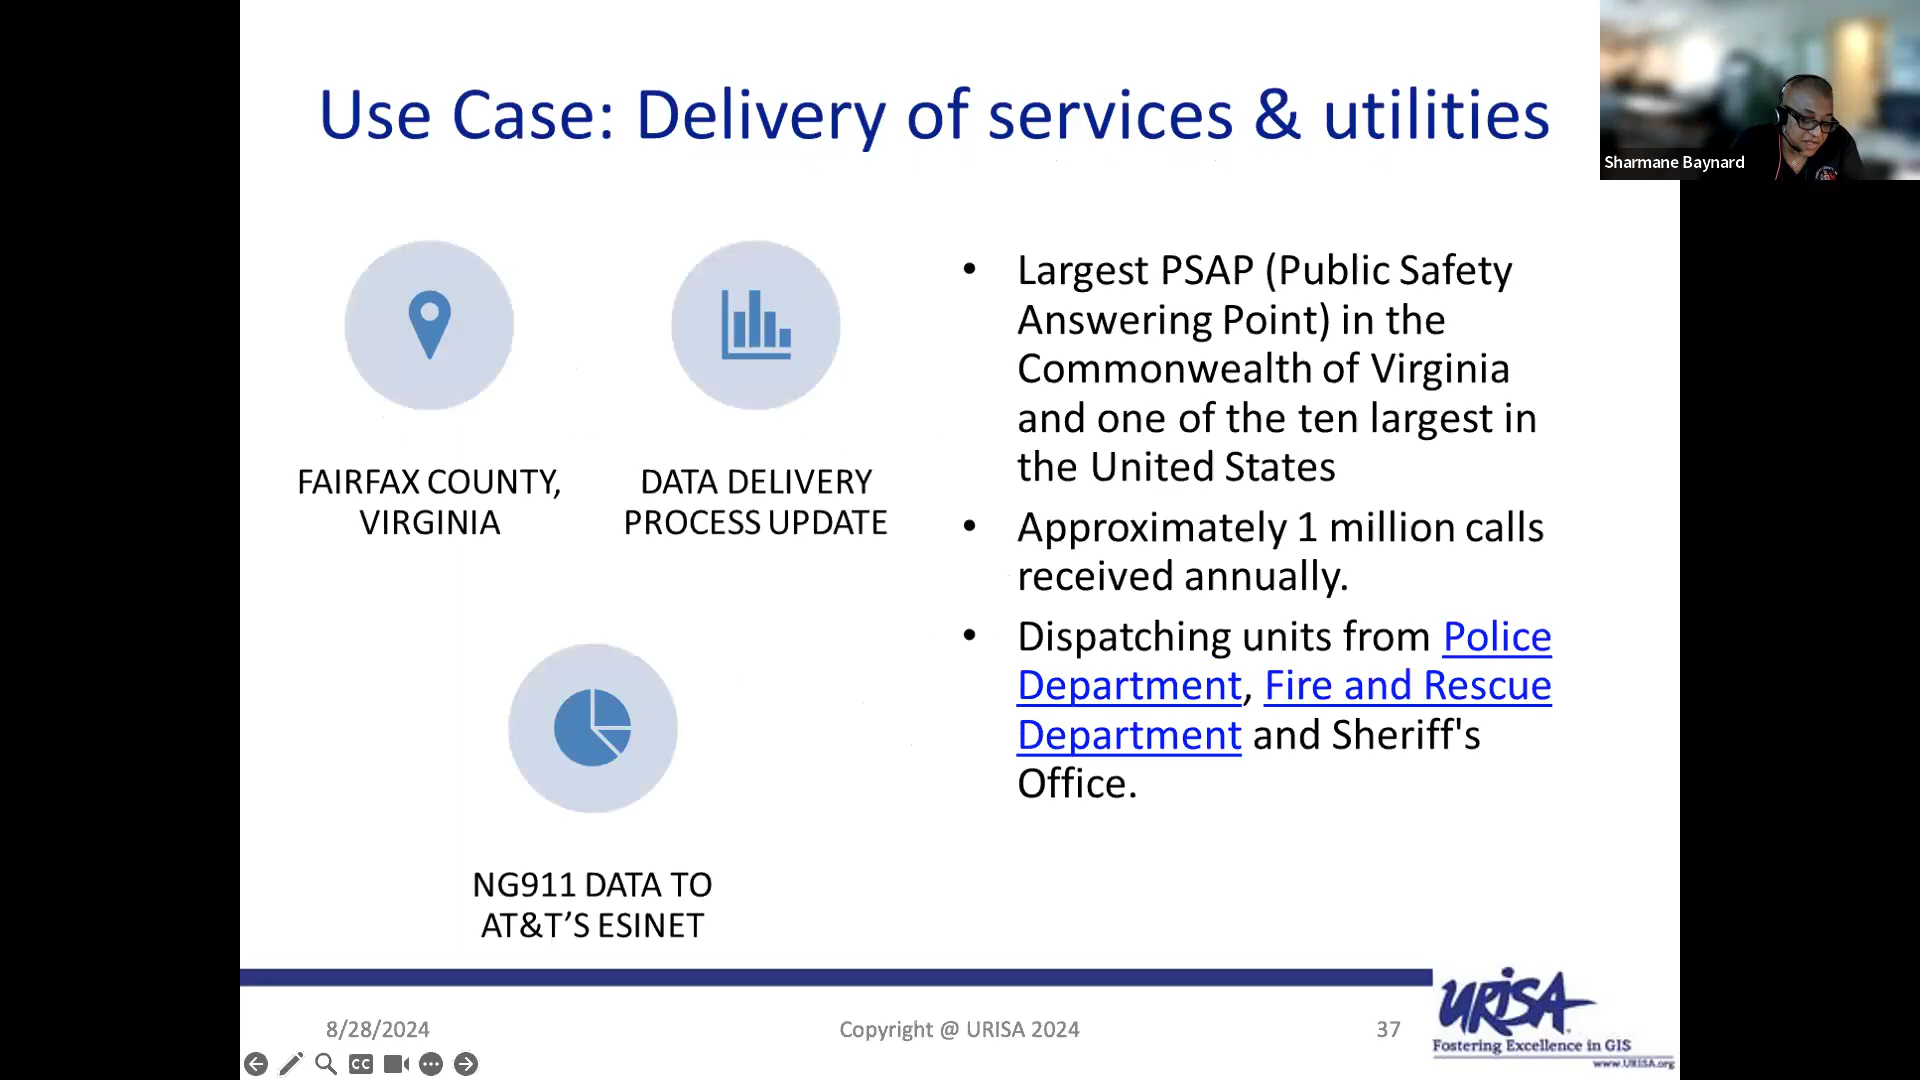 Use Case: Delivery of services & utilities
Sharmane Baynard
FAIRFAX COUNTY,
VIRGINIA
DATA DELIVERY
PROCESS UPDATE
NG911 DATA TO
AT&T’S ESINET
• Largest PSAP (Public Safety
Answering Point) in the
Commonwealth of Virginia
and one of the ten largest in
the United States
• Approximately 1 million calls
received annually.
• Dispatching units from Police
Department, Fire and Rescue
Department and Sheriff's
Office.
8/28/2024
Copyright @ URISA 2024
37
URISA
Fostering Excellence in GIS
www.URISA.org
CC